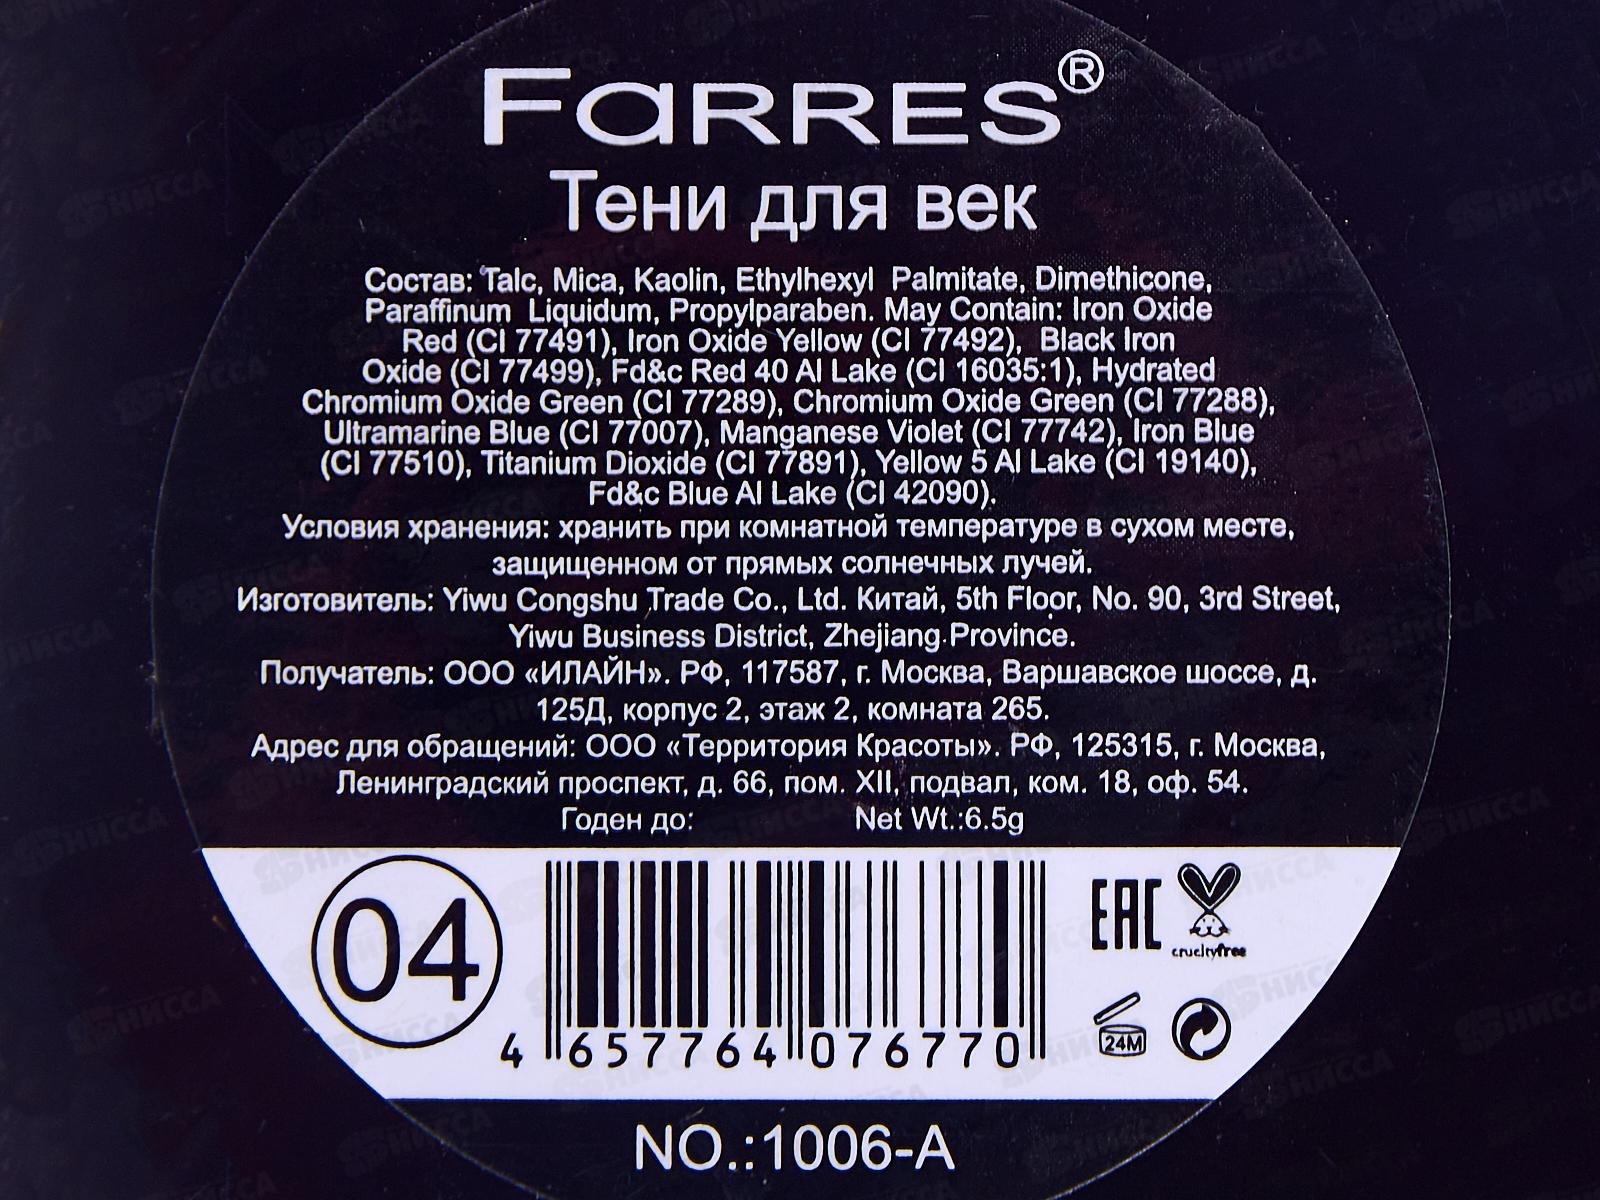 FARRES®
Тени для век
Состав: Talc, Mica, Kaolin, Ethylhexyl Palmitate, Dimethicone,
Paraffinum Liquidum, Propylparaben. May Contain: Iron Oxide
Red (CI 77491), Iron Oxide Yellow (CI 77492), Black Iron
Oxide (CI 77499), Fd&c Red 40 Al Lake (CI 16035:1), Hydrated
Chromium Oxide Green (CI 77289), Chromium Oxide Green (CI 77288),
Ultramarine Blue (CI 77007), Manganese Violet (CI 77742), Iron Blue
(CI 77510), Titanium Dioxide (CI 77891), Yellow 5 Al Lake (CI 19140),
Fd&c Blue Al Lake (CI 42090).
Условия хранения: хранить при комнатной температуре в сухом месте,
защищенном от прямых солнечных лучей.
Изготовитель: Yiwu Congshu Trade Co., Ltd. Китай, 5th Floor, No. 90, 3rd Street,
Yiwu Business District, Zhejiang Province.
Получатель: ООО «ИЛАЙН». РФ, 117587, г. Москва, Варшавское шоссе, д.
125Д, корпус 2, этаж 2, комната 265.
Адрес для обращений: ООО «Территория Красоты». РФ, 125315, г. Москва,
Ленинградский проспект, д. 66, пом. XII, подвал, ком. 18, оф. 54.
Годен до: Net Wt.:6.5g
04
4 657764 076770
EAC
crueltyfree
24M
NO.:1006-A
НИССА